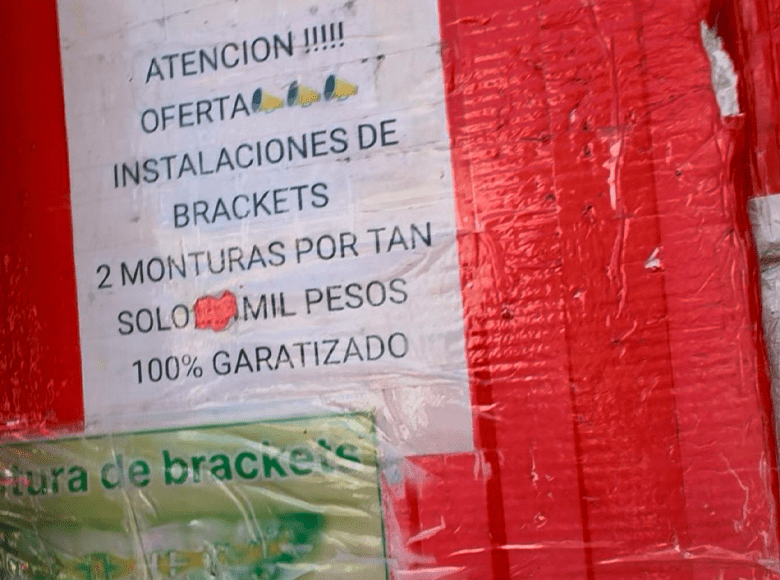 ATENCION !!!!!
OFERTA
INSTALACIONES DE
BRACKETS
2 MONTURAS POR TAN
SOLO MIL PESOS
100% GARATIZADO
tura de brackets